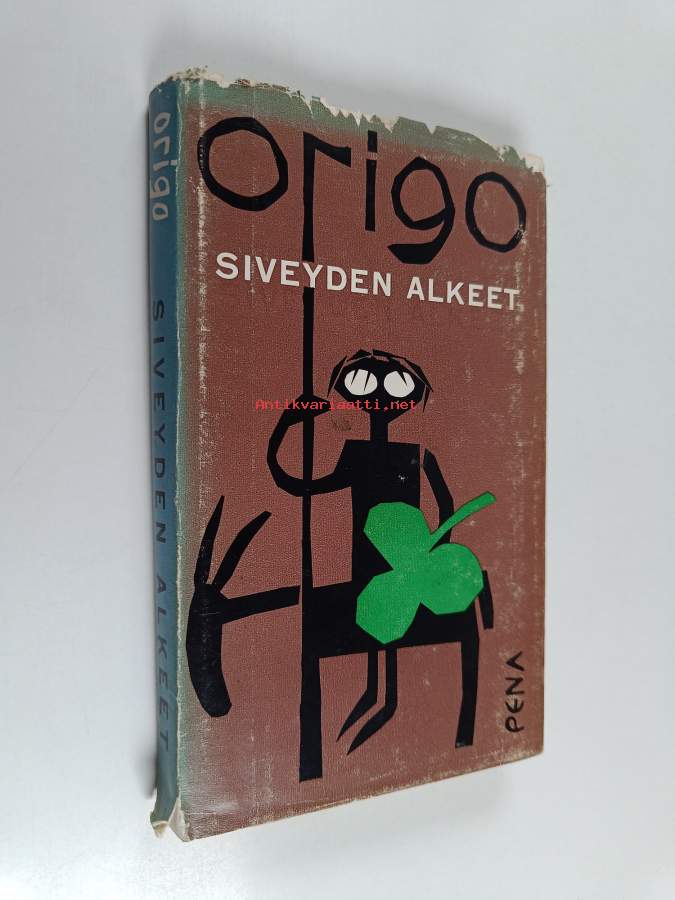 origo
SIVEYDEN ALKEET
Antikvariaatti.net
PENA
origo SIVEYDEN ALKEET